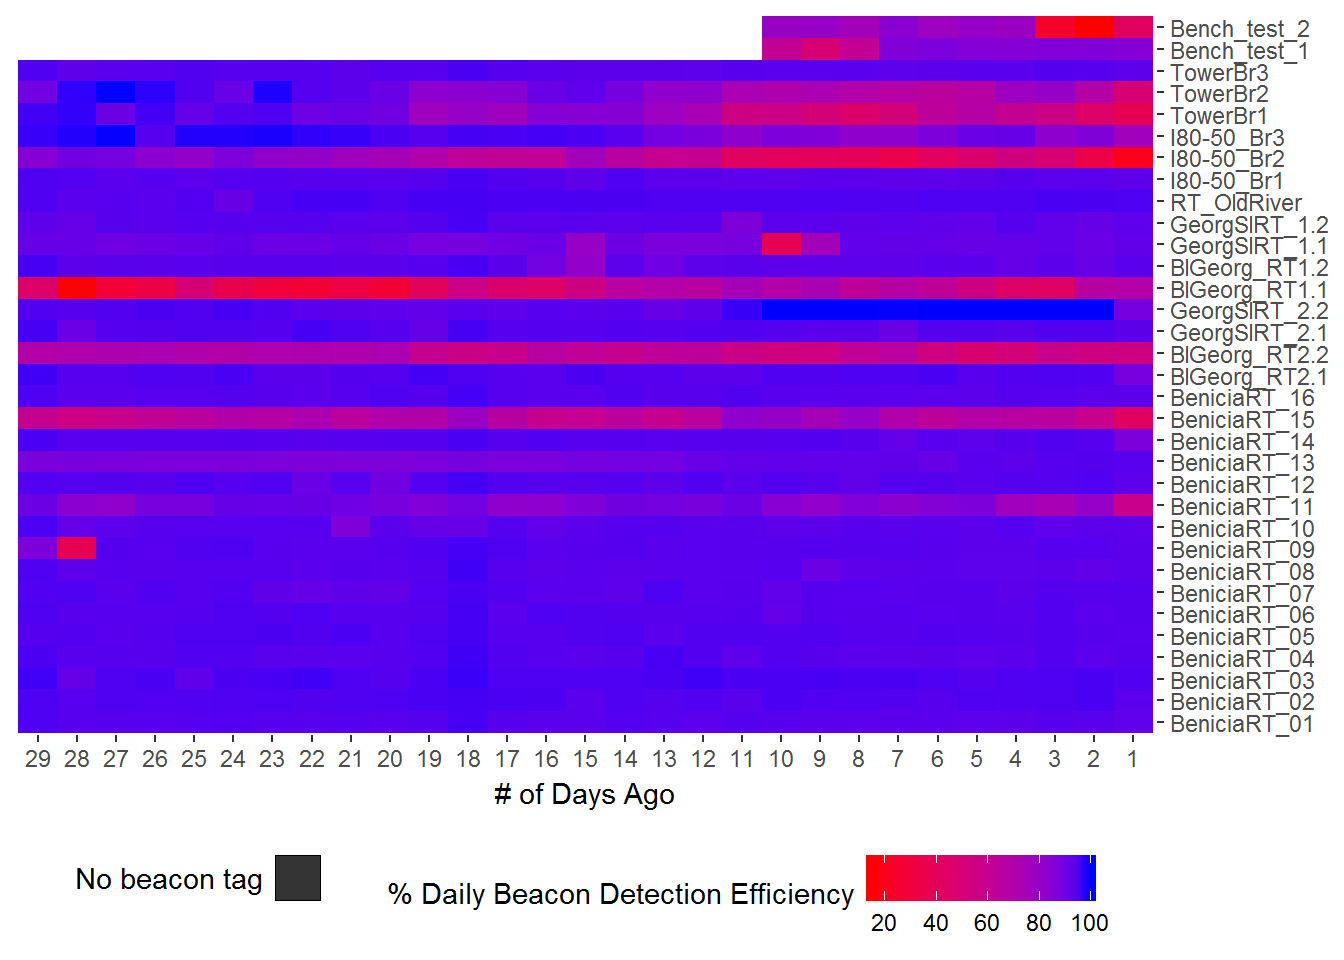 Bench_test_2
Bench_test_1
TowerBr3
TowerBr2
TowerBr1
I80-50_Br3
I80-50_Br2
I80-50_Br1
RT_OldRiver
GeorgSlRT_1.2
GeorgSlRT_1.1
BlGeorg_RT1.2
BlGeorg_RT1.1
GeorgSlRT_2.2
GeorgSlRT_2.1
BlGeorg_RT2.2
BlGeorg_RT2.1
BeniciaRT_16
BeniciaRT_15
BeniciaRT_14
BeniciaRT_13
BeniciaRT_12
BeniciaRT_11
BeniciaRT_10
BeniciaRT_09
BeniciaRT_08
BeniciaRT_07
BeniciaRT_06
BeniciaRT_05
BeniciaRT_04
BeniciaRT_03
BeniciaRT_02
BeniciaRT_01
29 28 27 26 25 24 23 22 21 20 19 18 17 16 15 14 13 12 11 10 9 8 7 6 5 4 3 2 1
# of Days Ago
No beacon tag
% Daily Beacon Detection Efficiency
20 40 60 80 100